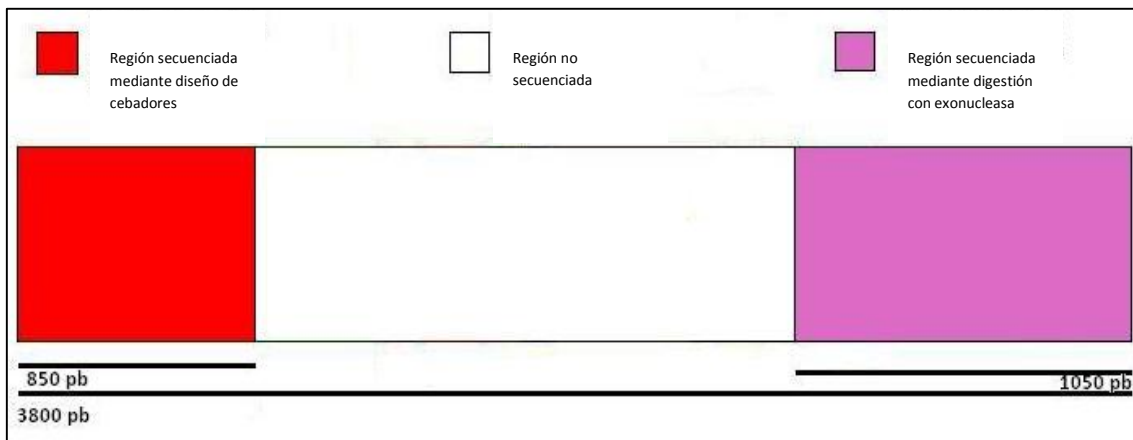 Región secuenciada
mediante diseño de
cebadores
Región no
secuenciada
Región secuenciada
mediante digestión
con exonucleasa
850 pb
1050 pb
3800 pb